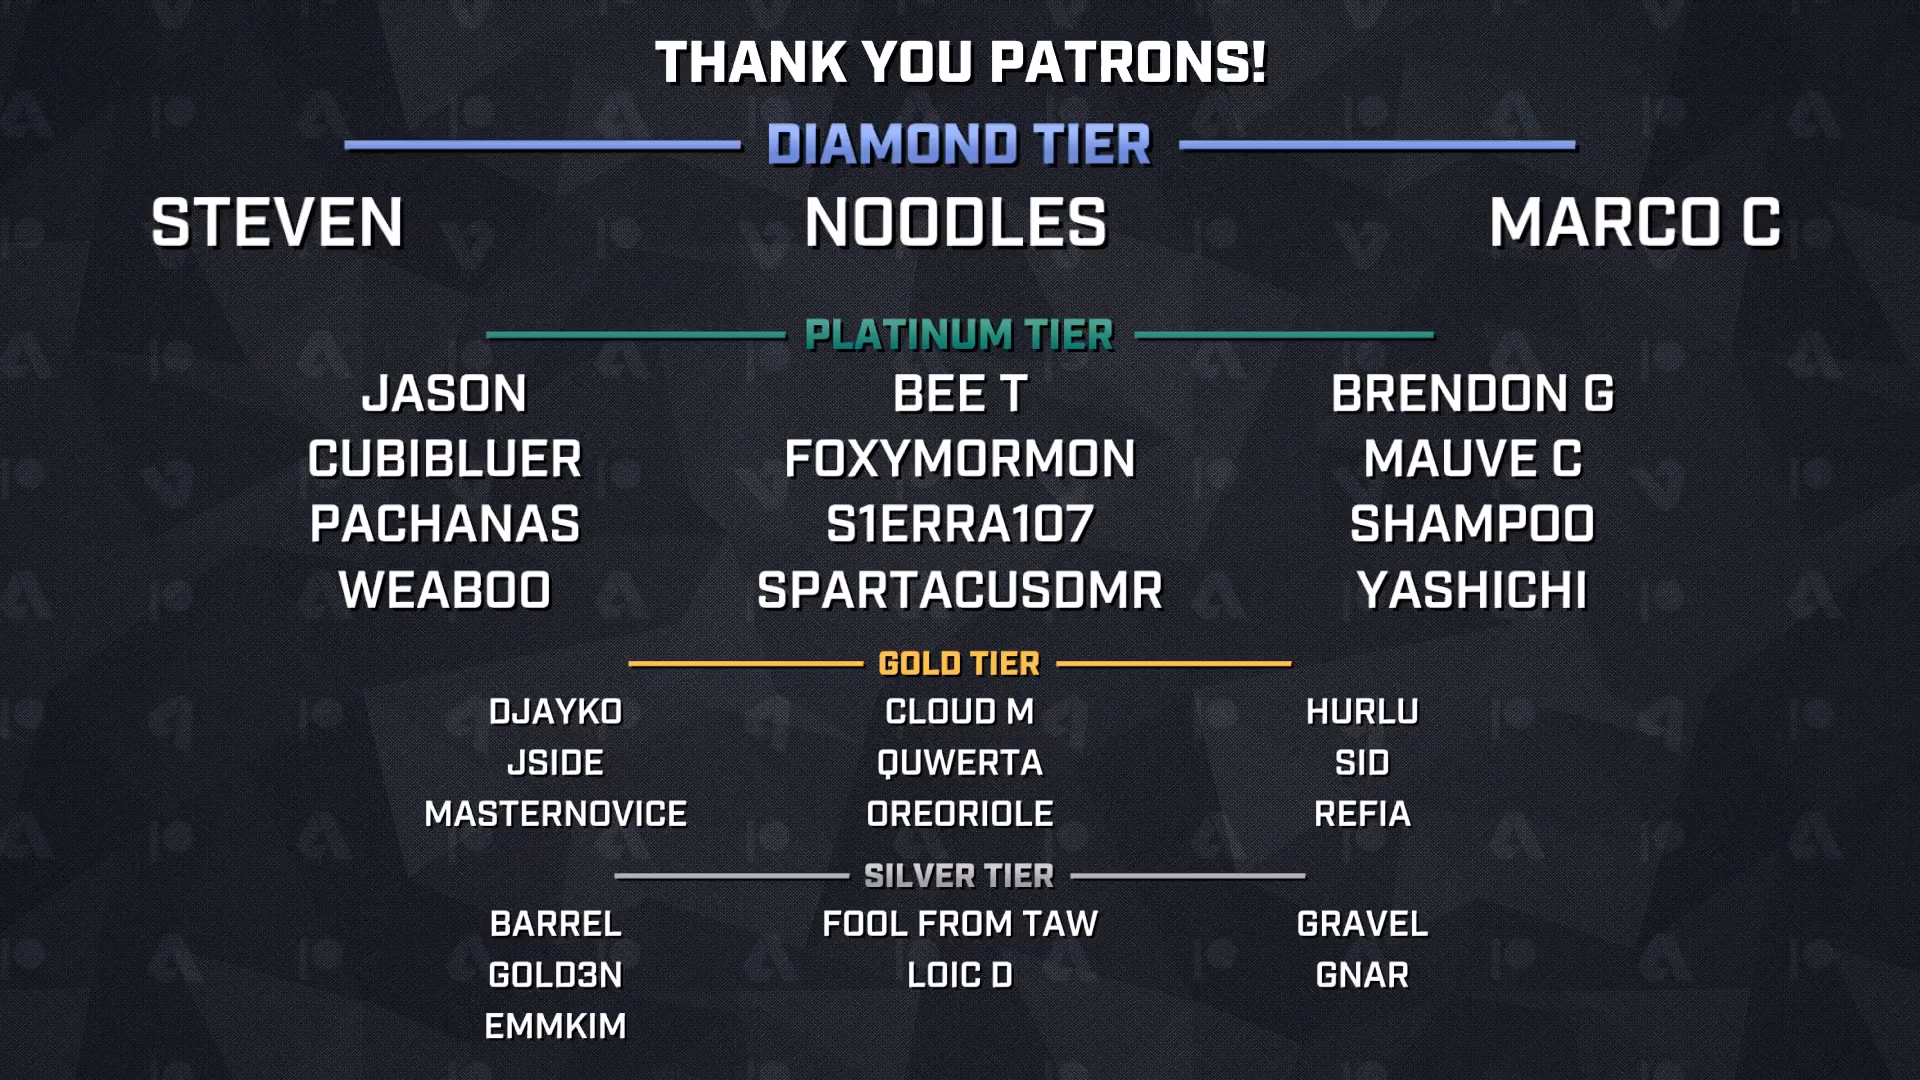 THANK YOU PATRONS!
DIAMOND TIER
STEVEN NOODLES MARCO C
PLATINUM TIER
JASON BEE T BRENDON G
CUBIBLUER FOXYMORMON MAUVE C
PACHANAS S1ERRA107 SHAMPOO
WEABOO SPARTACUSDMR YASHICHI
GOLD TIER
DJAYKO CLOUD M HURLU
JSIDE QUWERTA SID
MASTERNOVICE OREORIOLE REFIA
SILVER TIER
BARREL FOOL FROM TAW GRAVEL
GOLD3N LOIC D GNAR
EMMKIM